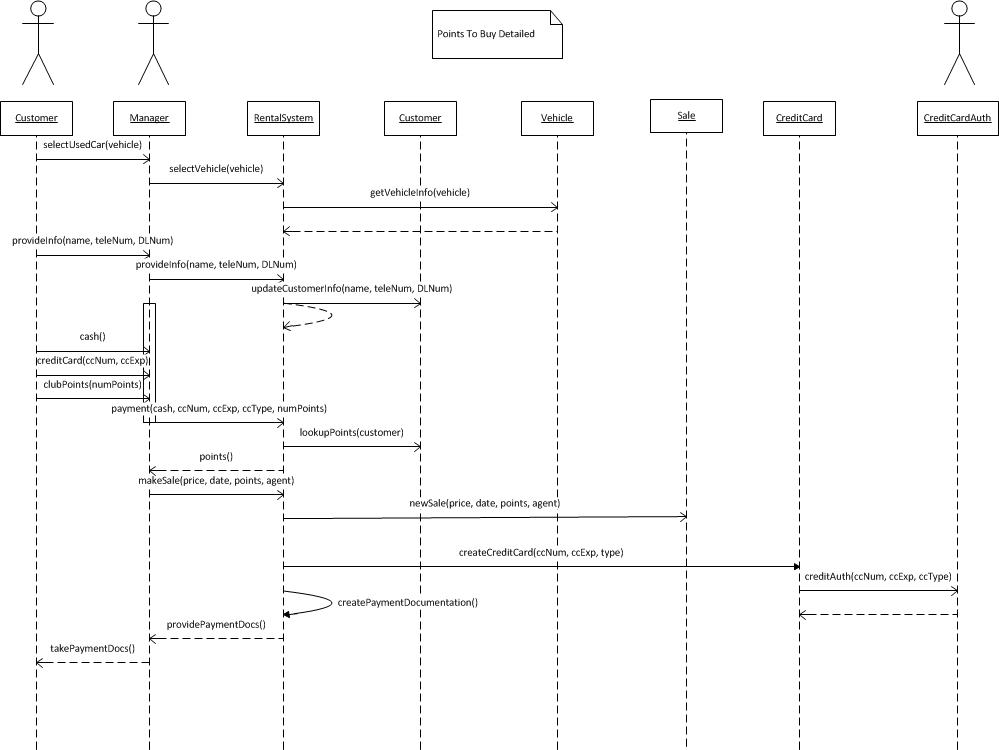 Points To Buy Detailed
Customer
Manager
RentalSystem
Customer
Vehicle
Sale
CreditCard
CreditCardAuth
selectUsedCar(vehicle)
selectVehicle(vehicle)
getVehicleInfo(vehicle)
provideInfo(name, teleNum, DLNum)
provideInfo(name, teleNum, DLNum)
updateCustomerInfo(name, teleNum, DLNum)
cash()
creditCard(ccNum, ccExp)
clubPoints(numPoints)
payment(cash, ccNum, ccExp, ccType, numPoints)
lookupPoints(customer)
points()
makeSale(price, date, points, agent)
newSale(price, date, points, agent)
createCreditCard(ccNum, ccExp, type)
creditAuth(ccNum, ccExp, ccType)
createPaymentDocumentation()
providePaymentDocs()
takePaymentDocs()